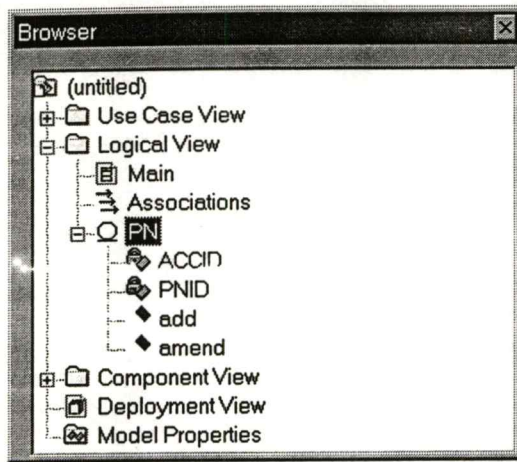 Browser
(untitled)
Use Case View
Logical View
Main
Associations
PN
ACCID
PNID
add
amend
Component View
Deployment View
Model Properties